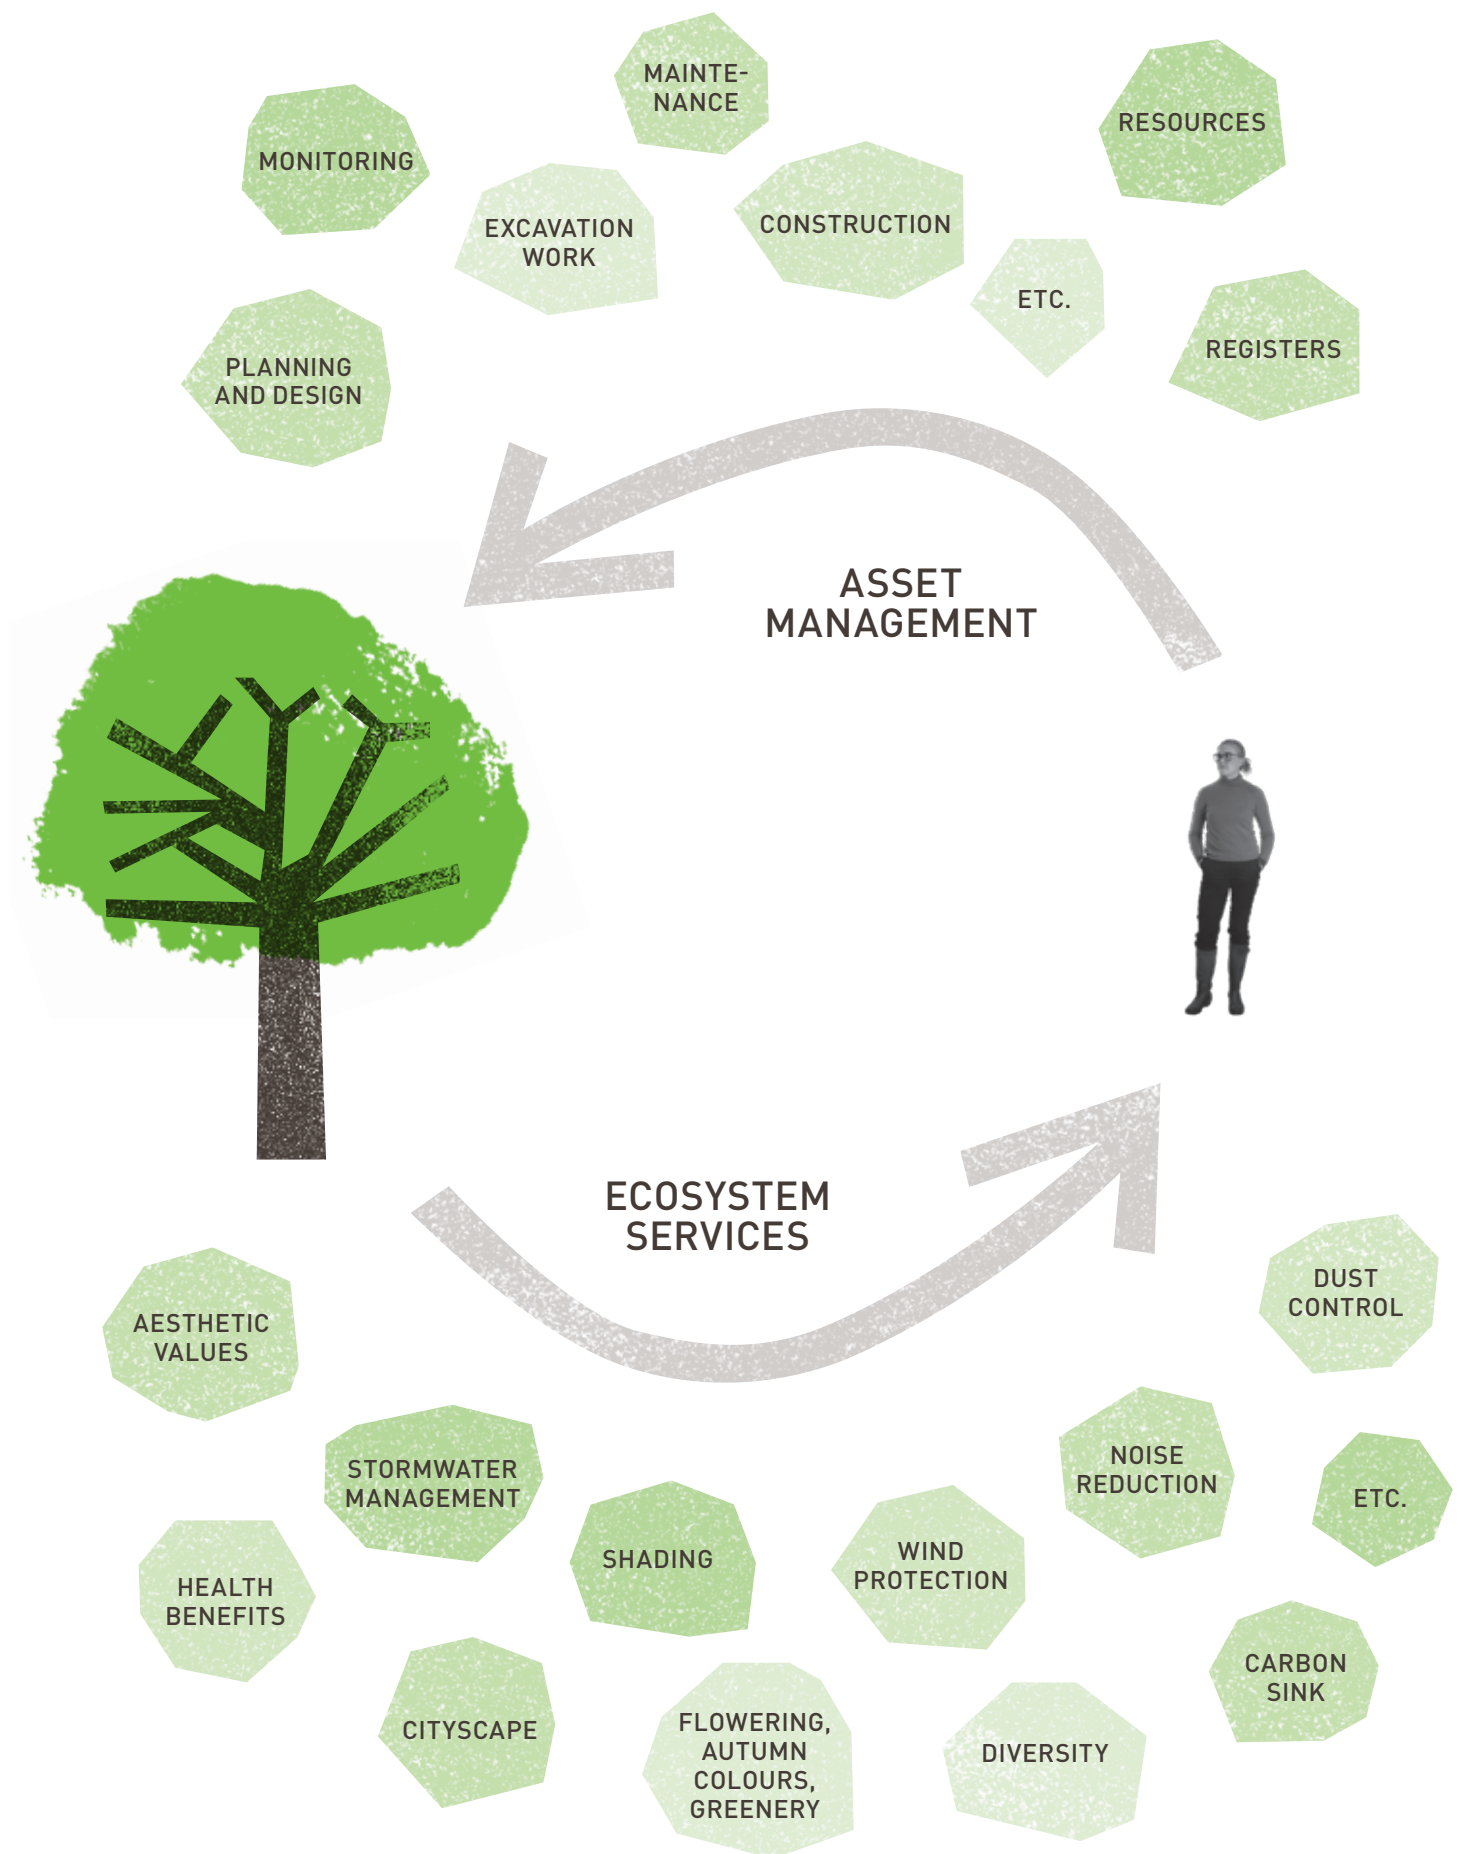 MAINTE-
NANCE
RESOURCES
MONITORING
EXCAVATION
WORK
CONSTRUCTION
ETC.
REGISTERS
PLANNING
AND DESIGN
ASSET
MANAGEMENT
ECOSYSTEM
SERVICES
DUST
CONTROL
AESTHETIC
VALUES
STORMWATER
MANAGEMENT
NOISE
REDUCTION
ETC.
SHADING
WIND
PROTECTION
HEALTH
BENEFITS
CARBON
SINK
CITYSCAPE
FLOWERING,
AUTUMN
COLOURS,
GREENERY
DIVERSITY